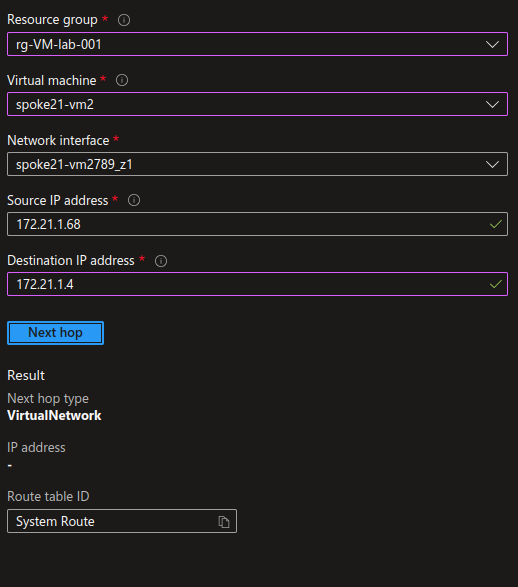 Resource group *
rg-VM-lab-001
Virtual machine *
spoke21-vm2
Network interface *
spoke21-vm2789_z1
Source IP address *
172.21.1.68
Destination IP address *
172.21.1.4
Next hop
Result
Next hop type
VirtualNetwork
IP address
-
Route table ID
System Route